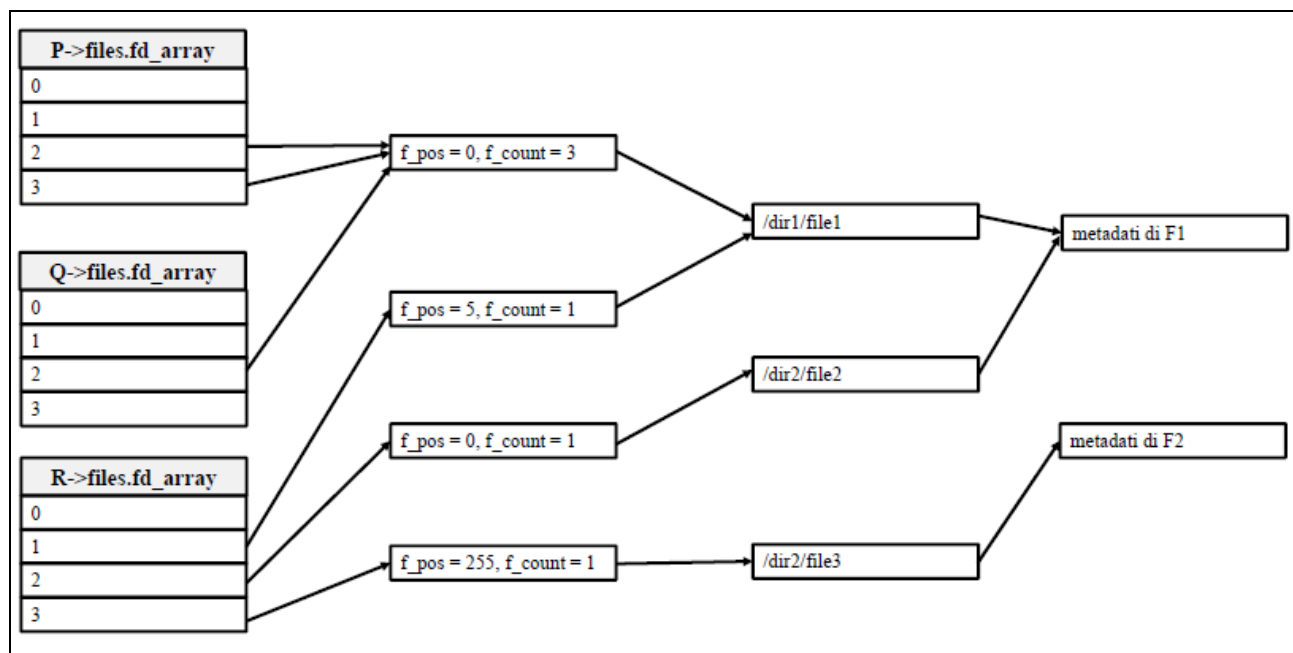 P->files.fd_array
0
1
2
3
Q->files.fd_array
0
1
2
3
R->files.fd_array
0
1
2
3
f_pos = 0, f_count = 3
f_pos = 5, f_count = 1
f_pos = 0, f_count = 1
f_pos = 255, f_count = 1
/dir1/file1
/dir2/file2
/dir2/file3
metadati di F1
metadati di F2